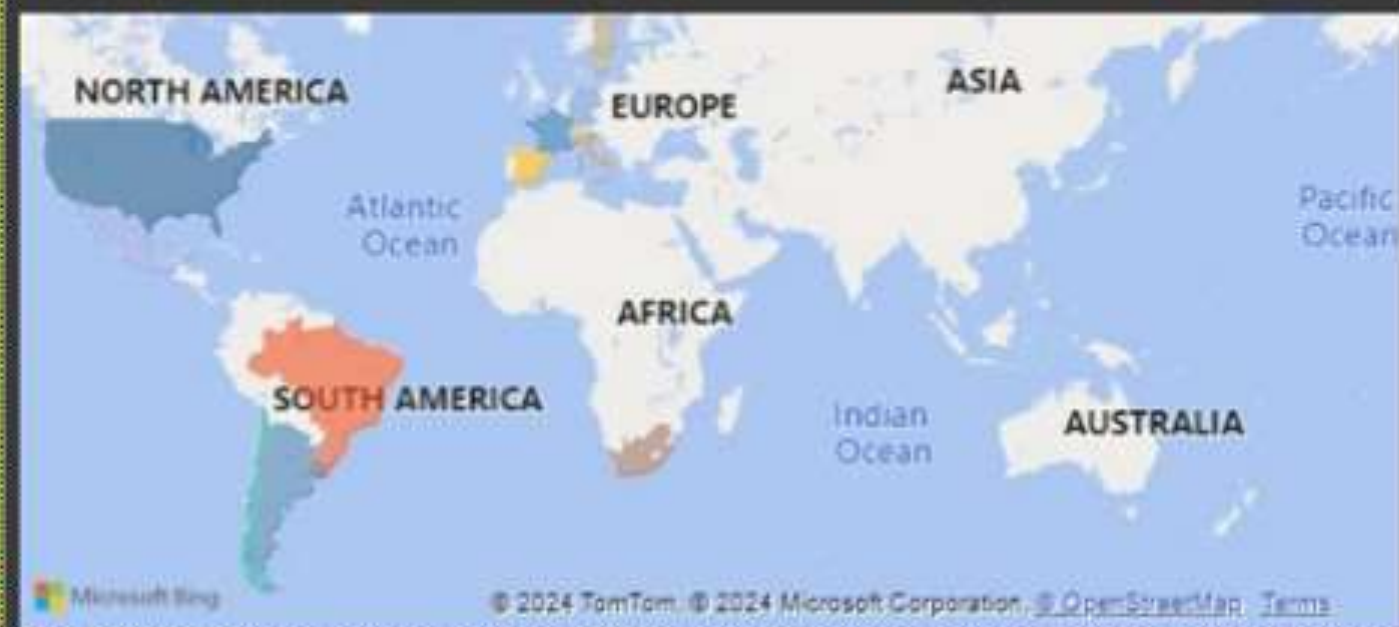 NORTH AMERICA
EUROPE
ASIA
Atlantic
Ocean
Pacific
Ocean
AFRICA
SOUTH AMERICA
Indian
Ocean
AUSTRALIA
Microsoft Bing
© 2024 TomTom, © 2024 Microsoft Corporation, © OpenStreetMap Terms